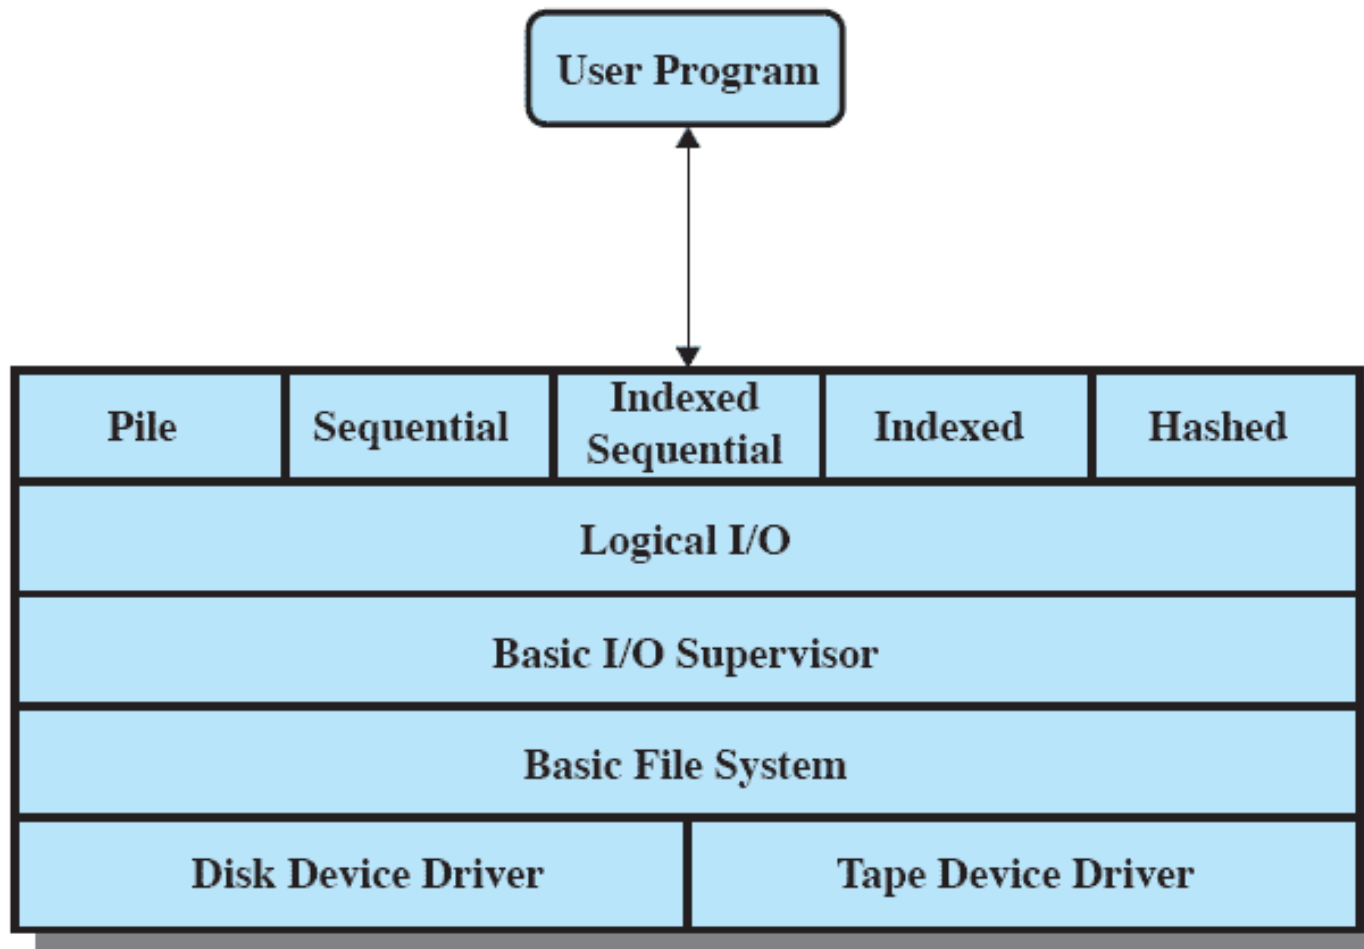 User Program
Pile
Sequential
Indexed
Sequential
Indexed
Hashed
Logical I/O
Basic I/O Supervisor
Basic File System
Disk Device Driver
Tape Device Driver